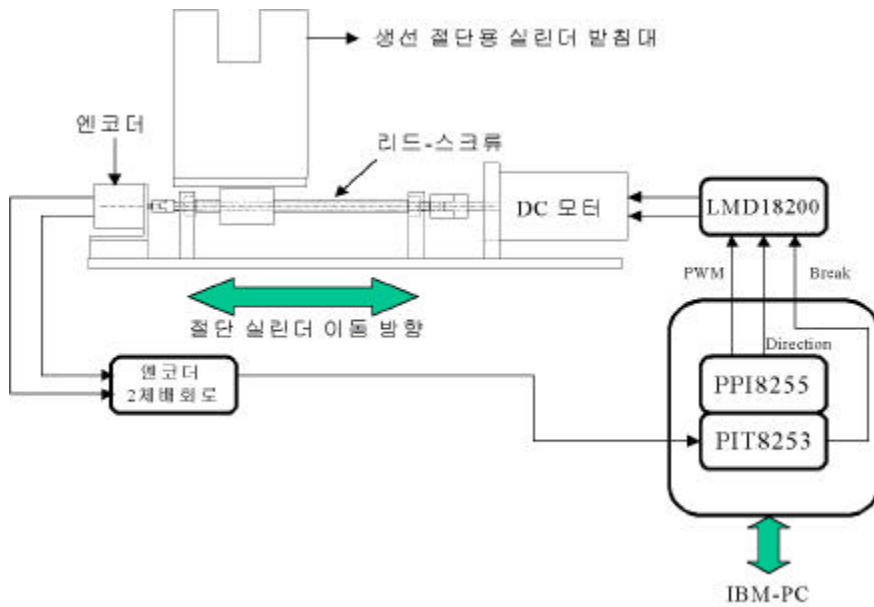 생선 절단용 실린더 받침대
엔코더
리드-스크류
DC 모터
LMD18200
PWM
Break
절단 실린더 이동 방향
Direction
엔코더
2체배회로
PPI8255
PIT8253
IBM-PC